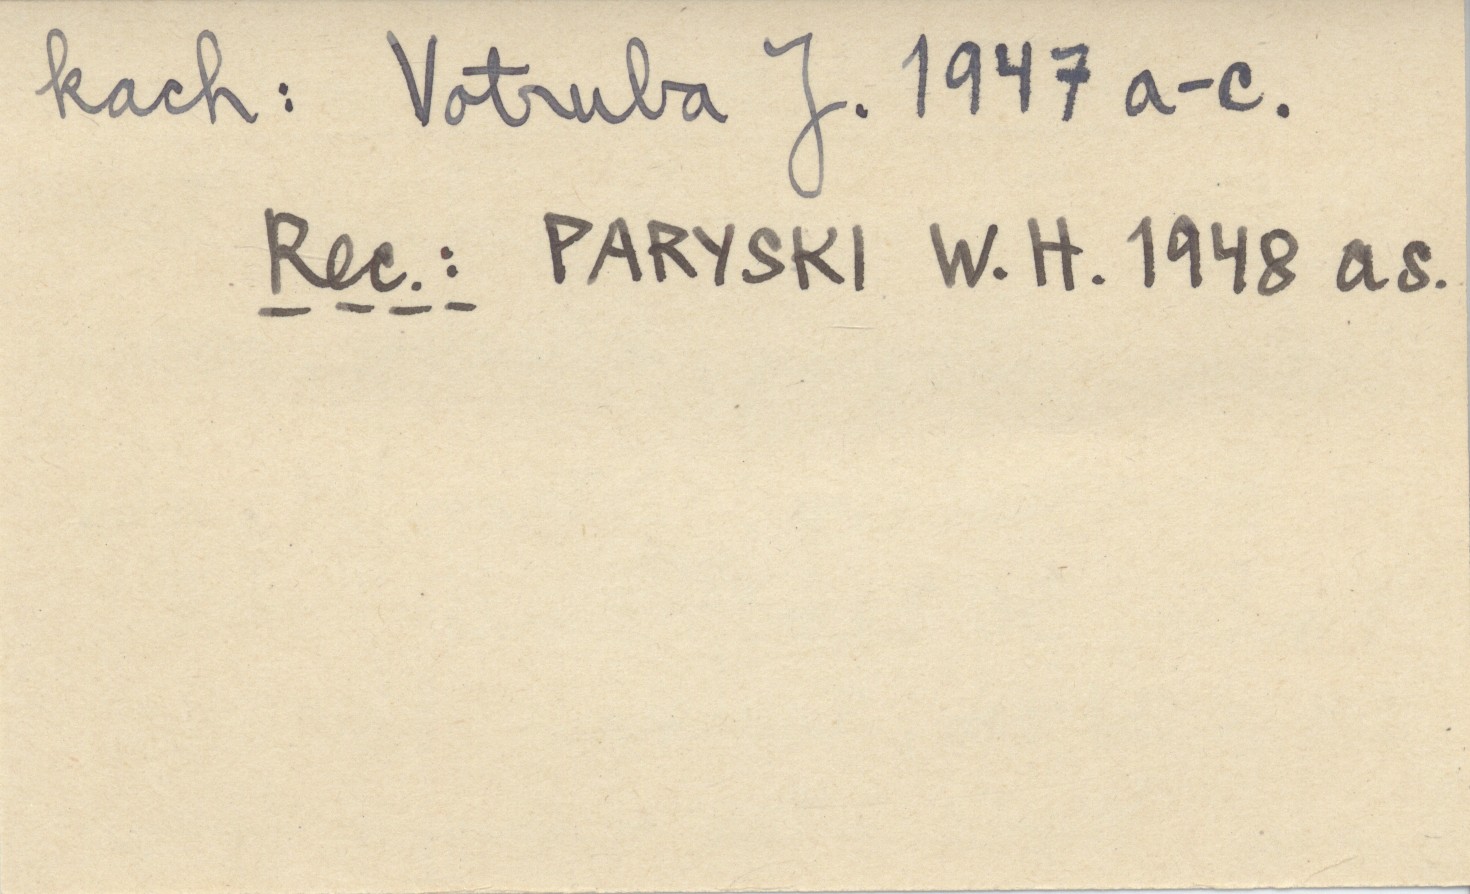 kach: Votruba J. 1947 a-c.
Rec.: PARYSKI W. H. 1948 as.